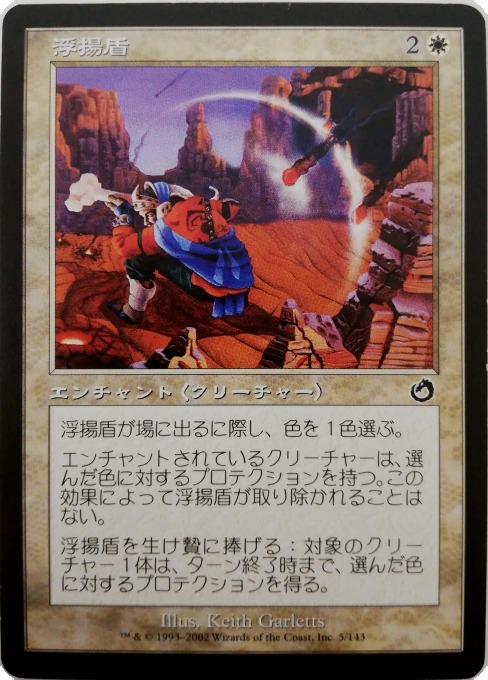 浮揚盾 2
エンチャント(クリーチャー)
浮揚盾が場に出るに際し、色を1色選ぶ。
エンチャントされているクリーチャーは、選
んだ色に対するプロテクションを持つ。この
効果によって浮揚盾が取り除かれることは
ない。
浮揚盾を生け贄に捧げる:対象のクリー
チャー1体は、ターン終了時まで、選んだ色
に対するプロテクションを得る。
Illus. Keith Garletts
™ & © 1993-2002 Wizards of the Coast, Inc. 5/143